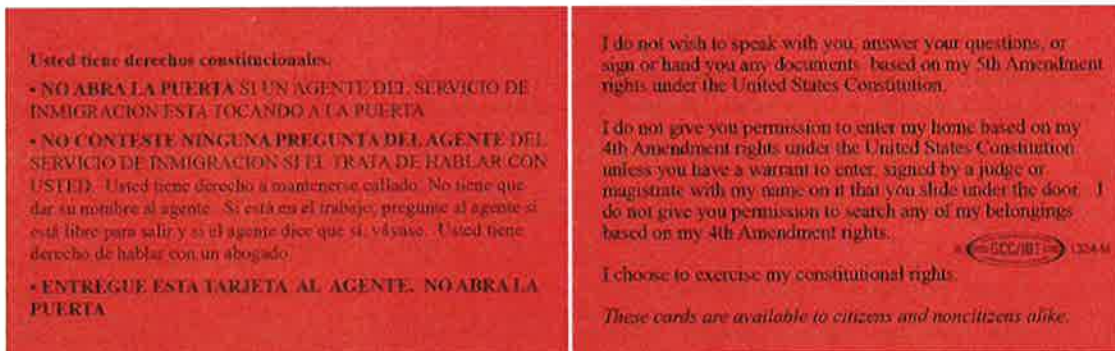 Usted tiene derechos constitucionales.
• NO ABRA LA PUERTA SI UN AGENTE DEL SERVICIO DE
INMIGRACION ESTA TOCANDO A LA PUERTA
• NO CONTESTE NINGUNA PREGUNTA DEL AGENTE DEL
SERVICIO DE INMIGRACION SI EL TRATA DE HABLAR CON
USTED. Usted tiene derecho a mantenerse callado. No tiene que
dar su nombre al agente. Si está en el trabajo, pregunte al agente si
está libre para salir y si el agente dice que sí, váyase. Usted tiene
derecho de hablar con un abogado.
• ENTREGUE ESTA TARJETA AL AGENTE. NO ABRA LA
PUERTA
I do not wish to speak with you, answer your questions, or
sign or hand you any documents based on my 5th Amendment
rights under the United States Constitution.
I do not give you permission to enter my home based on my
4th Amendment rights under the United States Constitution
unless you have a warrant to enter, signed by a judge or
magistrate with my name on it that you slide under the door. I
do not give you permission to search any of my belongings
based on my 4th Amendment rights.
GCC/IBT
I choose to exercise my constitutional rights.
These cards are available to citizens and noncitizens alike.